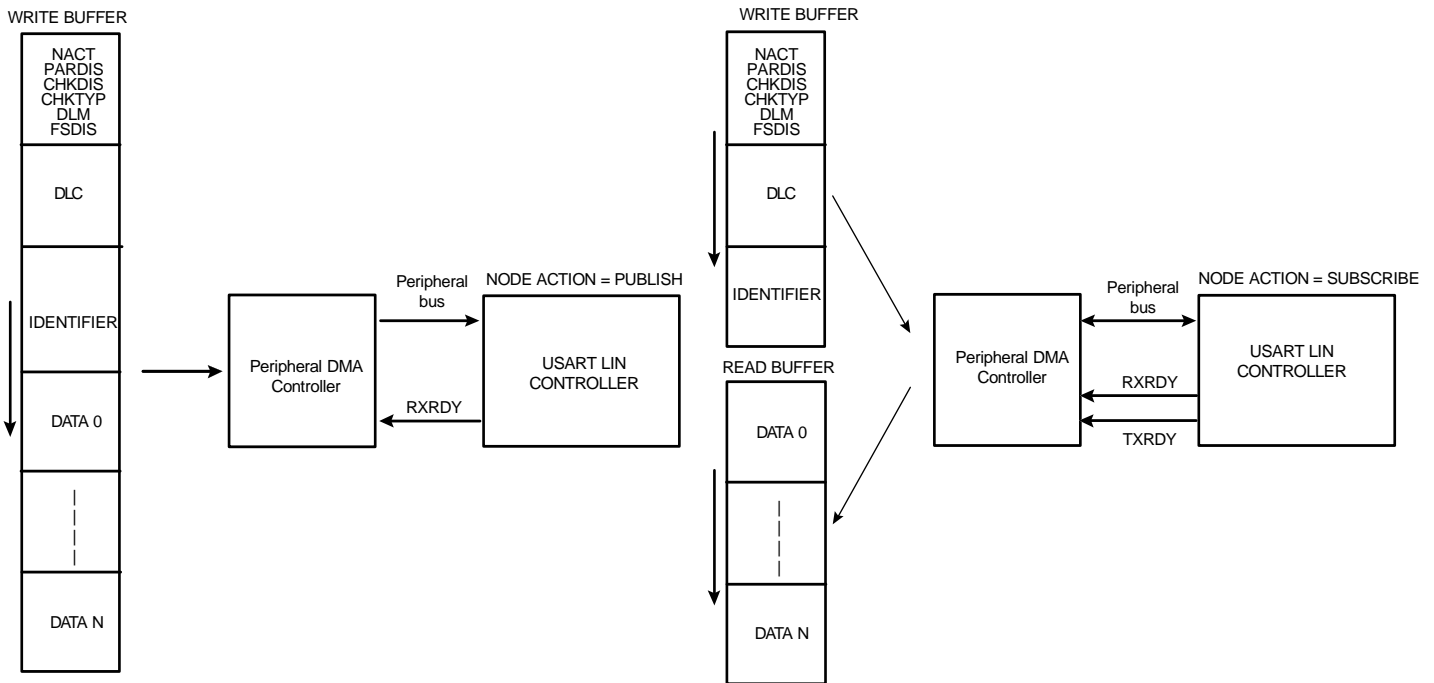 WRITE BUFFER
NACT
PARDIS
CHKDIS
CHKTYP
DLM
FSDIS
DLC
IDENTIFIER
DATA 0
DATA N
Peripheral DMA
Controller
Peripheral
bus
RXRDY
NODE ACTION = PUBLISH
USART LIN
CONTROLLER
WRITE BUFFER
NACT
PARDIS
CHKDIS
CHKTYP
DLM
FSDIS
DLC
IDENTIFIER
READ BUFFER
DATA 0
DATA N
Peripheral DMA
Controller
Peripheral
bus
RXRDY
TXRDY
NODE ACTION = SUBSCRIBE
USART LIN
CONTROLLER